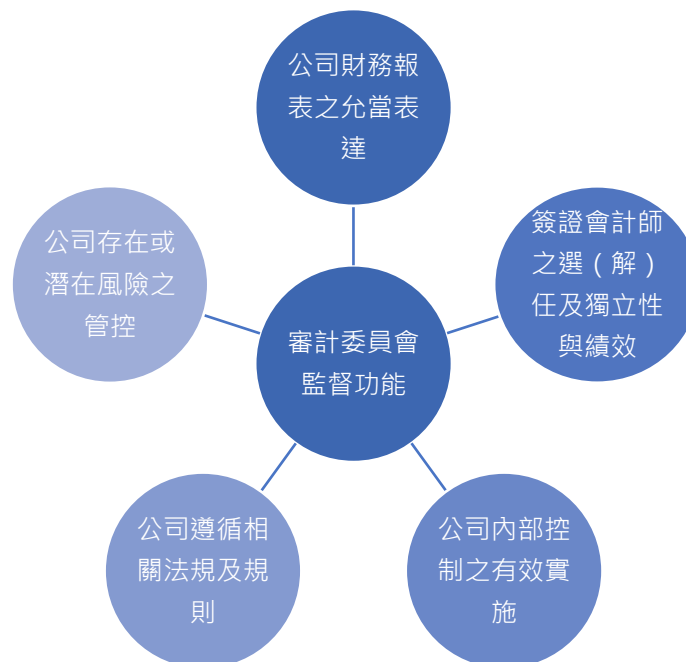 公司財務報
表之允當表
達
簽證會計師
之選（解）
任及獨立性
與績效
公司內部控
制之有效實
施
公司遵循相
關法規及規
則
公司存在或
潛在風險之
管控
審計委員會
監督功能